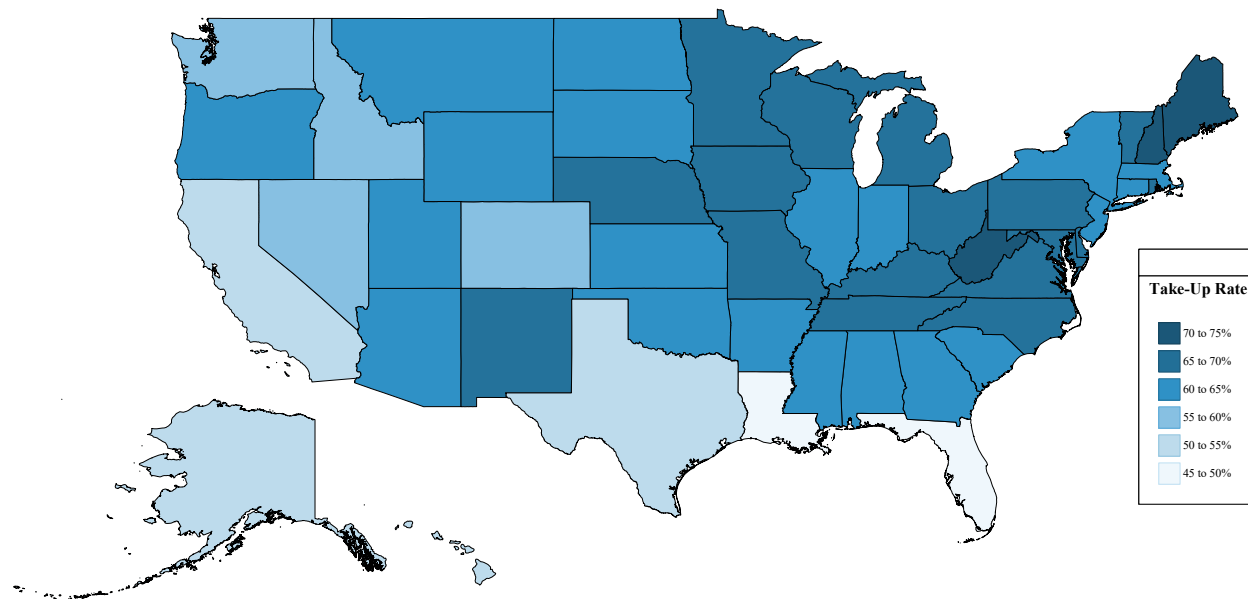 Take-Up Rate
70 to 75%
65 to 70%
60 to 65%
55 to 60%
50 to 55%
45 to 50%